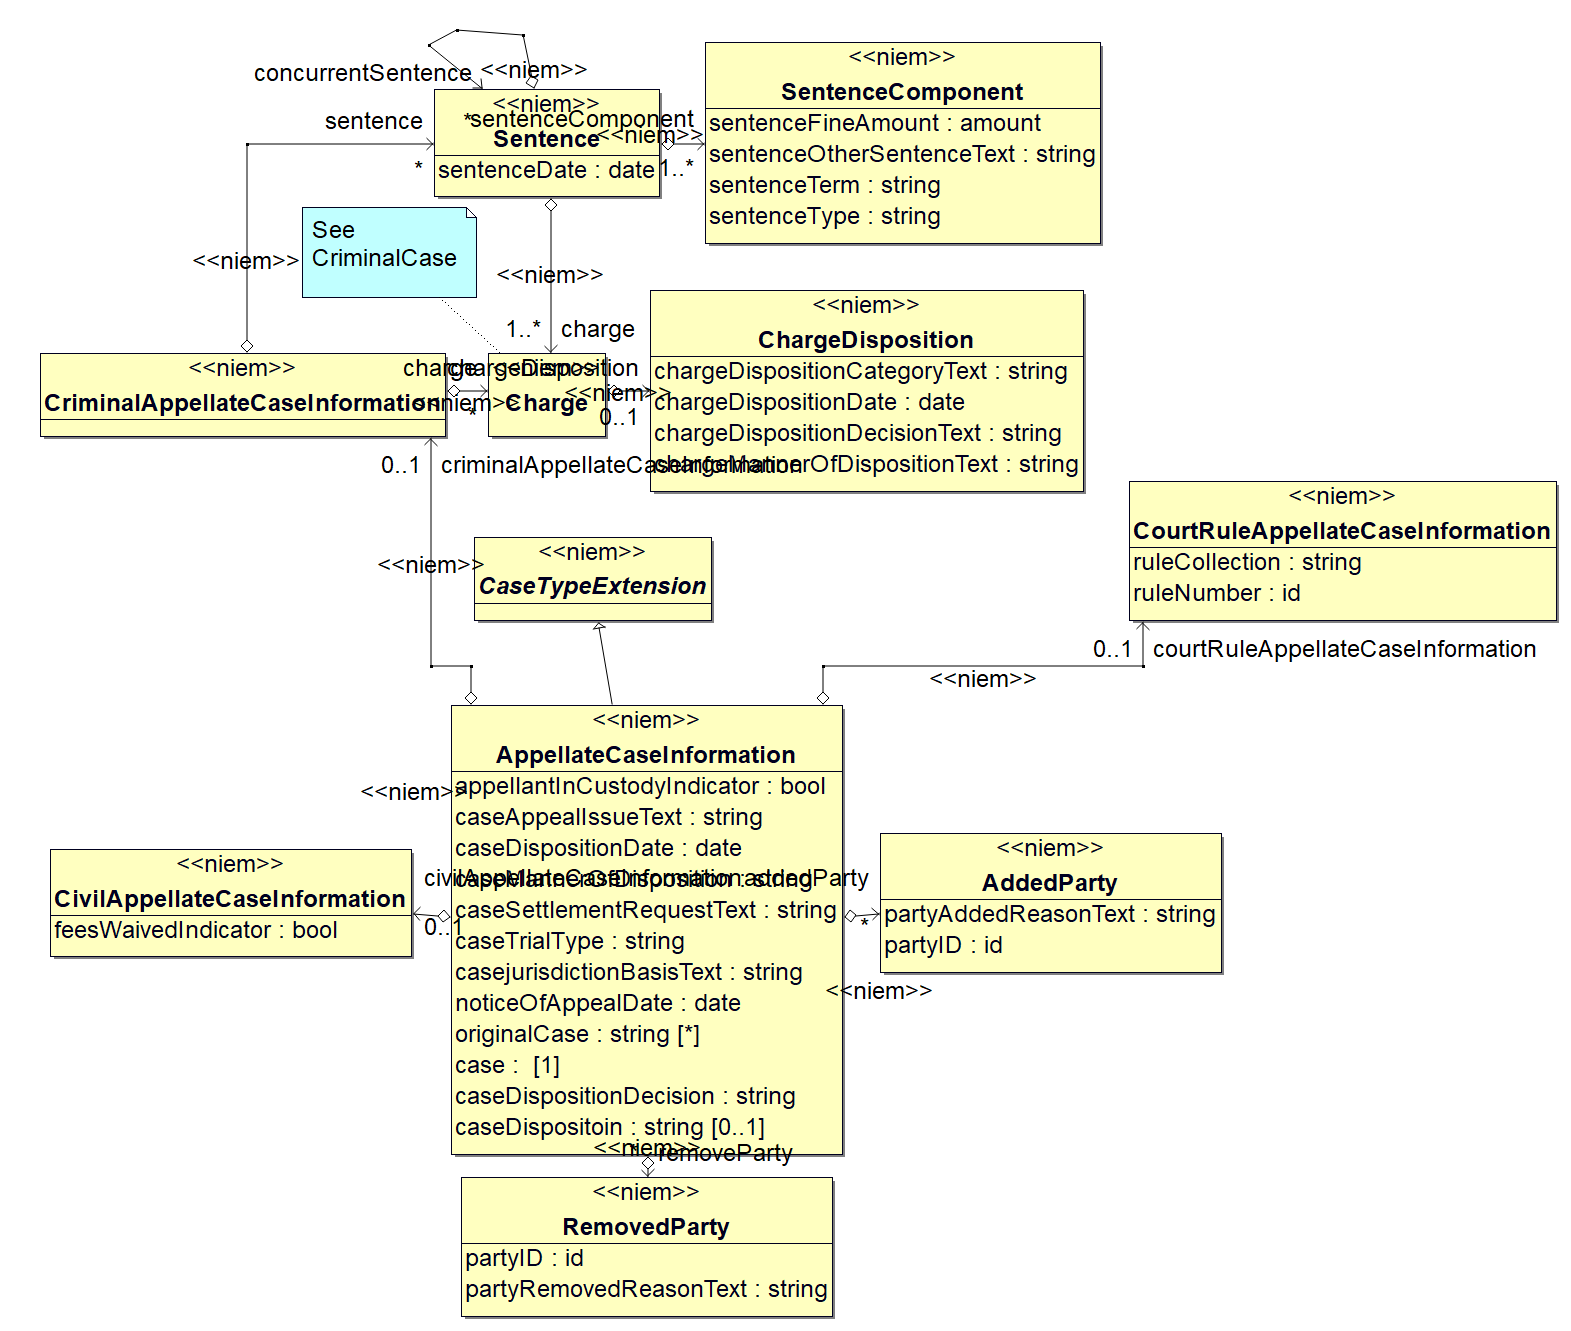 concurrentSentence
<<niem>>
<<niem>>
Sentence
sentenceDate : date
sentence
*
<<niem>>
*
sentenceComponent
<<niem>>
1..*
<<niem>>
SentenceComponent
sentenceFineAmount : amount
sentenceOtherSentenceText : string
sentenceTerm : string
sentenceType : string
See
CriminalCase
<<niem>>
1..*
charge
<<niem>>
CriminalAppellateCaseInformation
charge
<<niem>>
*
<<niem>>
Charge
chargeDisposition
<<niem>>
0..1
<<niem>>
ChargeDisposition
chargeDispositionCategoryText : string
chargeDispositionDate : date
chargeDispositionDecisionText : string
chargeMannerOfDispositionText : string
0..1
criminalAppellateCaseInformation
<<niem>>
<<niem>>
CourtRuleAppellateCaseInformation
ruleCollection : string
ruleNumber : id
<<niem>>
CaseTypeExtension
0..1
courtRuleAppellateCaseInformation
<<niem>>
<<niem>>
AppellateCaseInformation
appellantInCustodyIndicator : bool
caseAppealIssueText : string
caseDispositionDate : date
caseMannerOfDisposition : string
caseSettlementRequestText : string
caseTrialType : string
casejurisdictionBasisText : string
noticeOfAppealDate : date
originalCase : string [*]
case : [1]
caseDispositionDecision : string
caseDispositoin : string [0..1]
<<niem>>
civilAppellateCaseInformation
0..1
<<niem>>
CivilAppellateCaseInformation
feesWaivedIndicator : bool
addedParty
*
<<niem>>
<<niem>>
AddedParty
partyAddedReasonText : string
partyID : id
<<niem>>
*
removeParty
<<niem>>
RemovedParty
partyID : id
partyRemovedReasonText : string